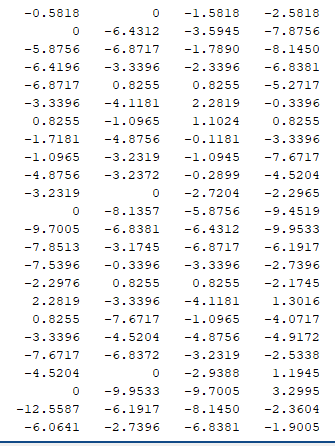 -0.5818 0 -1.5818 -2.5818
0 -6.4312 -3.5945 -7.8756
-5.8756 -6.8717 -1.7890 -8.1450
-6.4196 -3.3396 -2.3396 -6.8381
-6.8717 0.8255 0.8255 -5.2717
-3.3396 -4.1181 2.2819 -0.3396
0.8255 -1.0965 1.1024 0.8255
-1.7181 -4.8756 -0.1181 -3.3396
-1.0965 -3.2319 -1.0945 -7.6717
-4.8756 -3.2372 -0.2899 -4.5204
-3.2319 0 -2.7204 -2.2965
0 -8.1357 -5.8756 -9.4519
-9.7005 -6.8381 -6.4312 -9.9533
-7.8513 -3.1745 -6.8717 -6.1917
-7.5396 -0.3396 -3.3396 -2.7396
-2.2976 0.8255 0.8255 -2.1745
2.2819 -3.3396 -4.1181 1.3016
0.8255 -7.6717 -1.0965 -4.0717
-3.3396 -4.5204 -4.8756 -4.9172
-7.6717 -6.8372 -3.2319 -2.5338
-4.5204 0 -2.9388 1.1945
0 -9.9533 -9.7005 3.2995
-12.5587 -6.1917 -8.1450 -2.3604
-6.0641 -2.7396 -6.8381 -1.9005